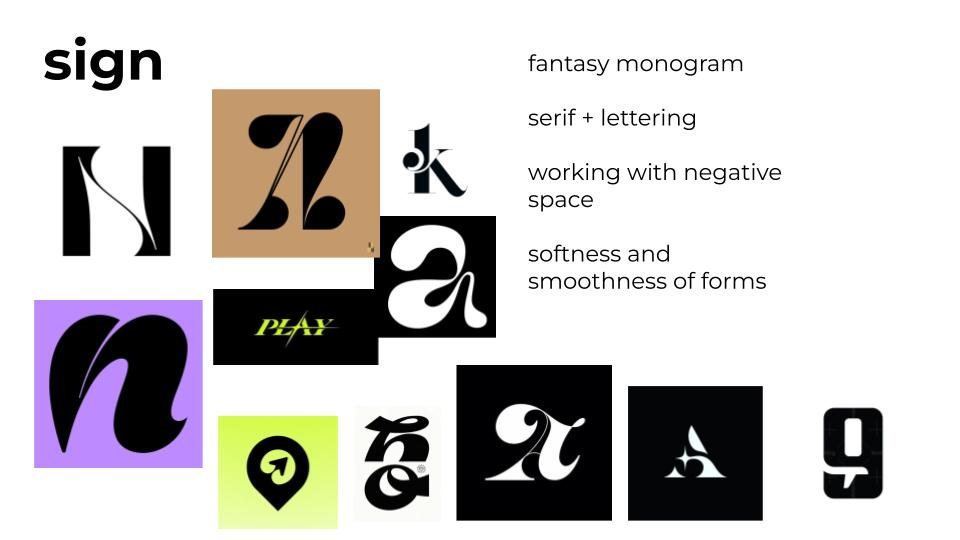 sign
fantasy monogram
serif + lettering
working with negative
space
softness and
smoothness of forms
N
n
k
a
n
PLAY
a
A
g